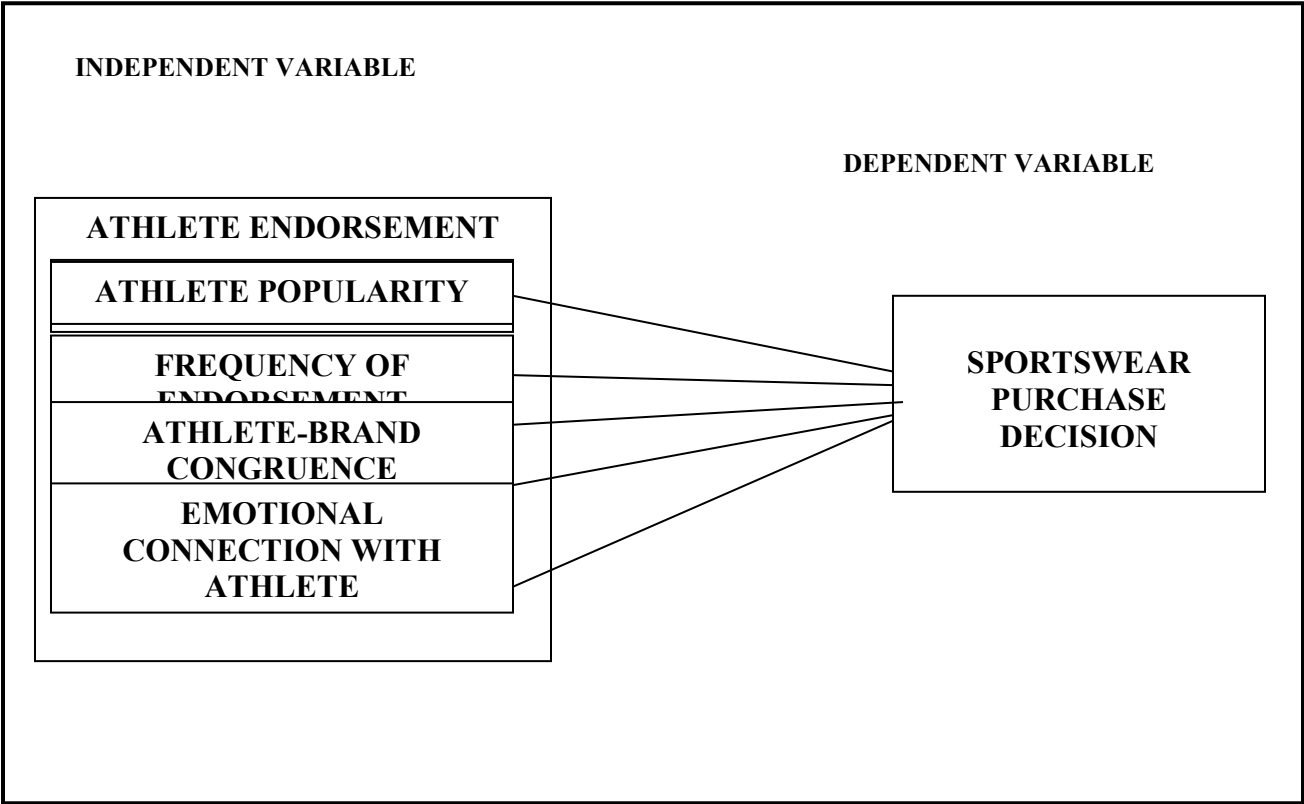 INDEPENDENT VARIABLE
DEPENDENT VARIABLE
ATHLETE ENDORSEMENT
ATHLETE POPULARITY
FREQUENCY OF
ENDORSEMENT
ATHLETE-BRAND
CONGRUENCE
EMOTIONAL
CONNECTION WITH
ATHLETE
SPORTSWEAR
PURCHASE
DECISION